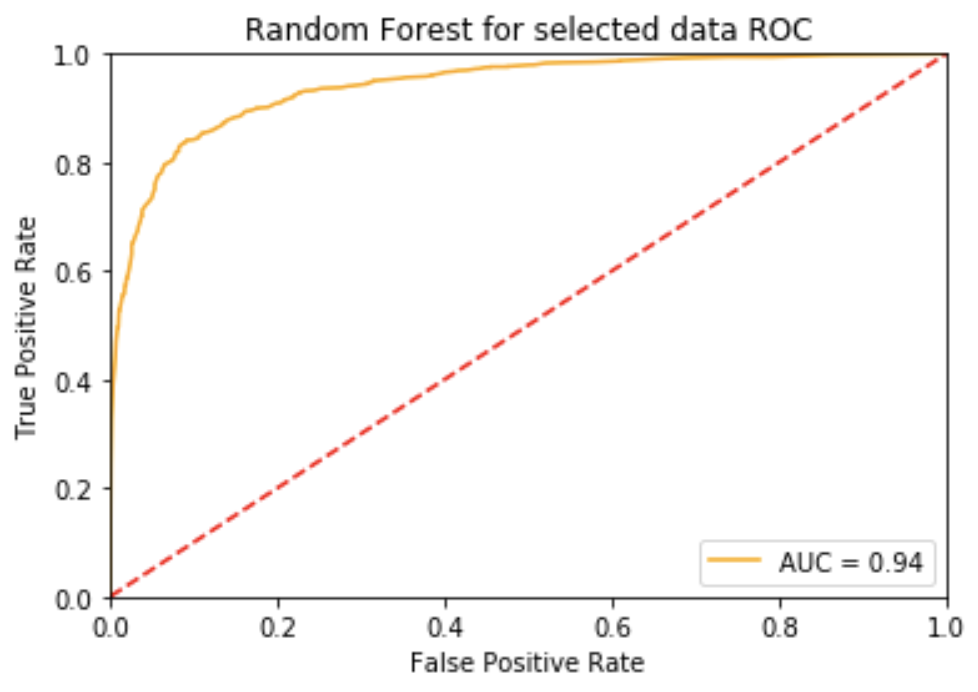 Random Forest for selected data ROC
1.0
0.8
0.6
0.4
0.2
0.0
True Positive Rate
AUC = 0.94
0.0 0.2 0.4 0.6 0.8 1.0
False Positive Rate